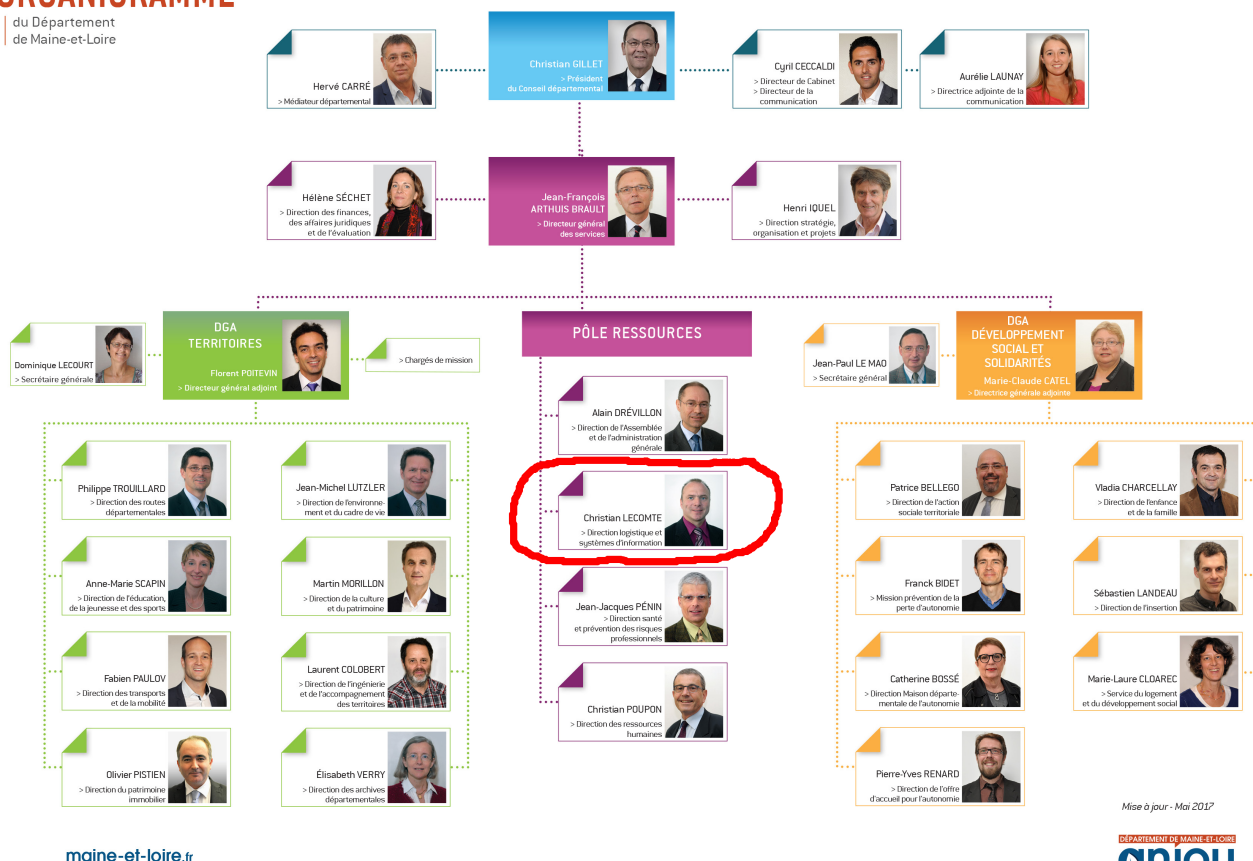 ORGANIGRAMME
du Département
de Maine-et-Loire
Hervé CARRÉ
> Médiateur départemental
Christian GILLET
> Président
du Conseil départemental
Cyril CECCALDI
> Directeur de Cabinet
> Directeur de la
communication
Aurélie LAUNAY
> Directrice adjointe de la
communication
Hélène SÉCHET
> Direction des finances,
des affaires juridiques
et de l'évaluation
Jean-François
ARTHUIS BRAULT
> Directeur général
des services
Henri IQUEL
> Direction stratégie,
organisation et projets
Dominique LECOURT
> Secrétaire générale
DGA
TERRITOIRES
Florent POITEVIN
> Directeur général adjoint
> Chargés de mission
PÔLE RESSOURCES
Jean-Paul LE MAO
> Secrétaire général
DGA
DÉVELOPPEMENT
SOCIAL ET
SOLIDARITÉS
Marie-Claude CATEL
> Directrice générale adjointe
Philippe TROUILLARD
> Direction des routes
départementales
Jean-Michel LUTZLER
> Direction de l'environne-
ment et du cadre de vie
Anne-Marie SCAPIN
> Direction de l'éducation,
de la jeunesse et des sports
Martin MORILLON
> Direction de la culture
et du patrimoine
Fabien PAULOV
> Direction des transports
et de la mobilité
Laurent COLOBERT
> Direction de l'ingénierie
et de l'accompagnement
des territoires
Olivier PISTIEN
> Direction du patrimoine
immobilier
Élisabeth VERRY
> Direction des archives
départementales
Alain DRÉVILLON
> Direction de l'Assemblée
et de l'administration
générale
Christian LECOMTE
> Direction logistique et
systèmes d'information
Jean-Jacques PÉNIN
> Direction santé
et prévention des risques
professionnels
Christian POUPON
> Direction des ressources
humaines
Patrice BELLEGO
> Direction de l'action
sociale territoriale
Vladia CHARCELLAY
> Direction de l'enfance
et de la famille
Franck BIDET
> Mission prévention de la
perte d'autonomie
Sébastien LANDEAU
> Direction de l'insertion
Catherine BOSSÉ
> Direction Maison départe-
mentale de l'autonomie
Marie-Laure CLOAREC
> Service du logement
et du développement social
Pierre-Yves RENARD
> Direction de l'offre
d'accueil pour l'autonomie
Mise à jour - Mai 2017
maine-et-loire.fr
DÉPARTEMENT DE MAINE-ET-LOIRE
anjou